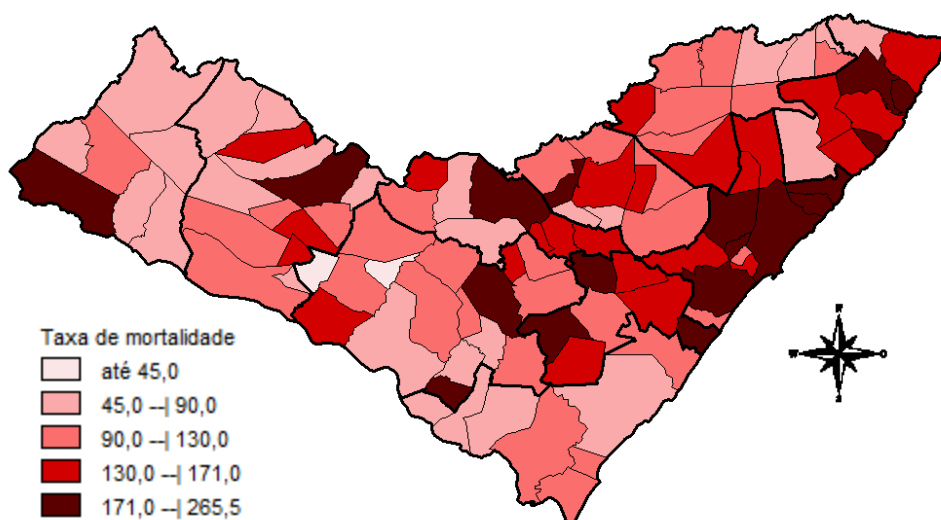 Taxa de mortalidade
até 45,0
45,0 --| 90,0
90,0 --| 130,0
130,0 --| 171,0
171,0 --| 265,5
W